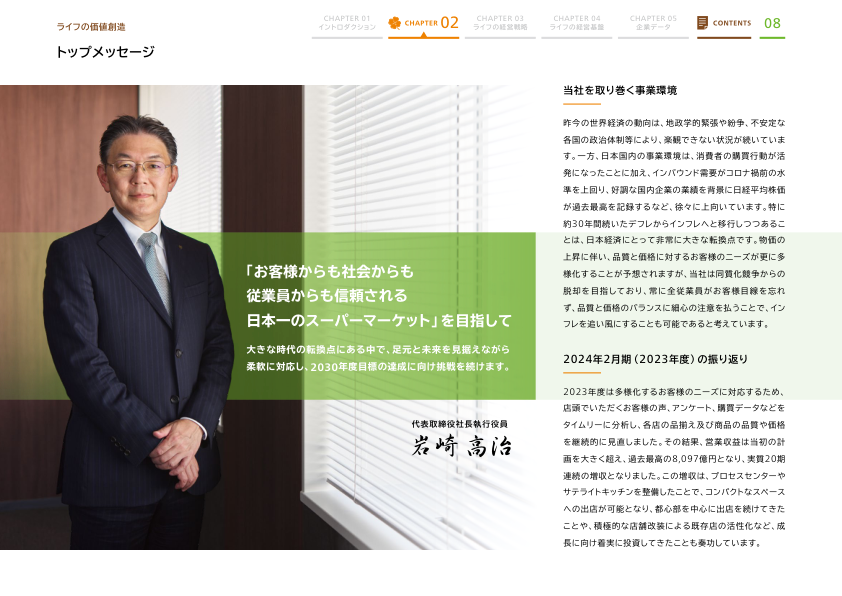 ライフの価値創造
トップメッセージ
CHAPTER 01
イントロダクション
CHAPTER 02
CHAPTER 03
ライフの経営戦略
CHAPTER 04
ライフの経営基盤
CHAPTER 05
企業データ
CONTENTS
08
「お客様からも社会からも
従業員からも信頼される
日本一のスーパーマーケット」を目指して
大きな時代の転換点にある中で、足元と未来を見据えながら
柔軟に対応し、2030年度目標の達成に向け挑戦を続けます。
代表取締役社長執行役員
岩崎 高治
当社を取り巻く事業環境
昨今の世界経済の動向は、地政学的緊張や紛争、不安定な
各国の政治体制等により、楽観できない状況が続いていま
す。一方、日本国内の事業環境は、消費者の購買行動が活
発になったことに加え、インバウンド需要がコロナ禍前の水
準を上回り、好調な国内企業の業績を背景に日経平均株価
が過去最高を記録するなど、徐々に上向いています。特に
約30年間続いたデフレからインフレへと移行しつつあるこ
とは、日本経済にとって非常に大きな転換点です。物価の
上昇に伴い、品質と価格に対するお客様のニーズが更に多
様化することが予想されますが、当社は同質化競争からの
脱却を目指しており、常に全従業員がお客様目線を忘れ
ず、品質と価格のバランスに細心の注意を払うことで、イン
フレを追い風にすることも可能であると考えています。
2024年2月期（2023年度）の振り返り
2023年度は多様化するお客様のニーズに対応するため、
店頭でいただくお客様の声、アンケート、購買データなどを
タイムリーに分析し、各店の品揃え及び商品の品質や価格
を継続的に見直しました。その結果、営業収益は当初の計
画を大きく超え、過去最高の8,097億円となり、実質20期
連続の増収となりました。この増収は、プロセスセンターや
サテライトキッチンを整備したことで、コンパクトなスペース
への出店が可能となり、都心部を中心に出店を続けてきた
ことや、積極的な店舗改装による既存店の活性化など、成
長に向け着実に投資してきたことも奏功しています。